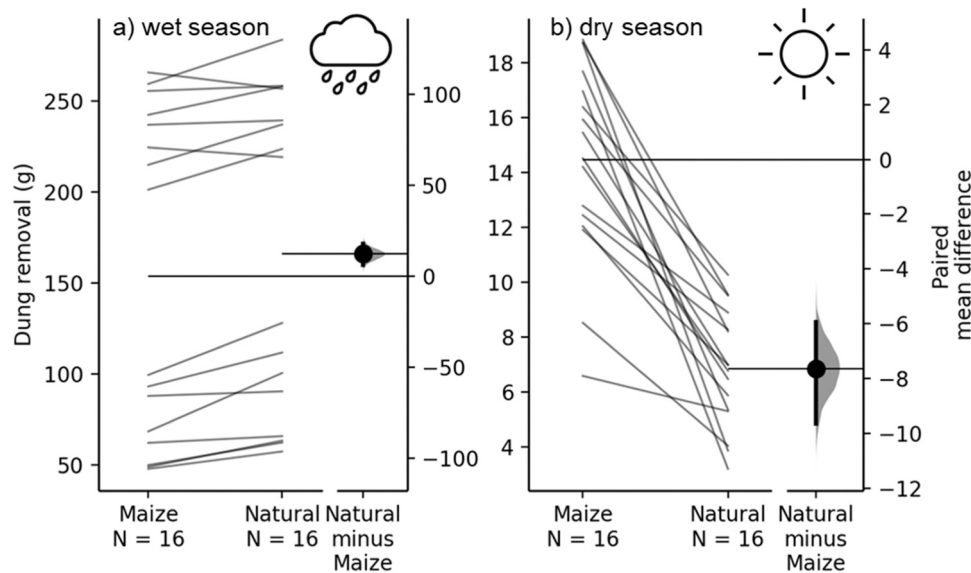 a) wet season
Dung removal (g)
250
200
150
100
50
100
50
0
−50
−100
Maize
N = 16
Natural
N = 16
Natural
minus
Maize
b) dry season
18
16
14
12
10
8
6
4
4
2
0
−2
−4
−6
−8
−10
−12
Paired
mean difference
Maize
N = 16
Natural
N = 16
Natural
minus
Maize